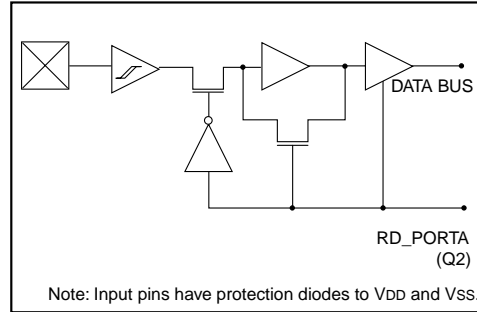 DATA BUS
RD_PORTA
(Q2)
Note: Input pins have protection diodes to VDD and VSS.